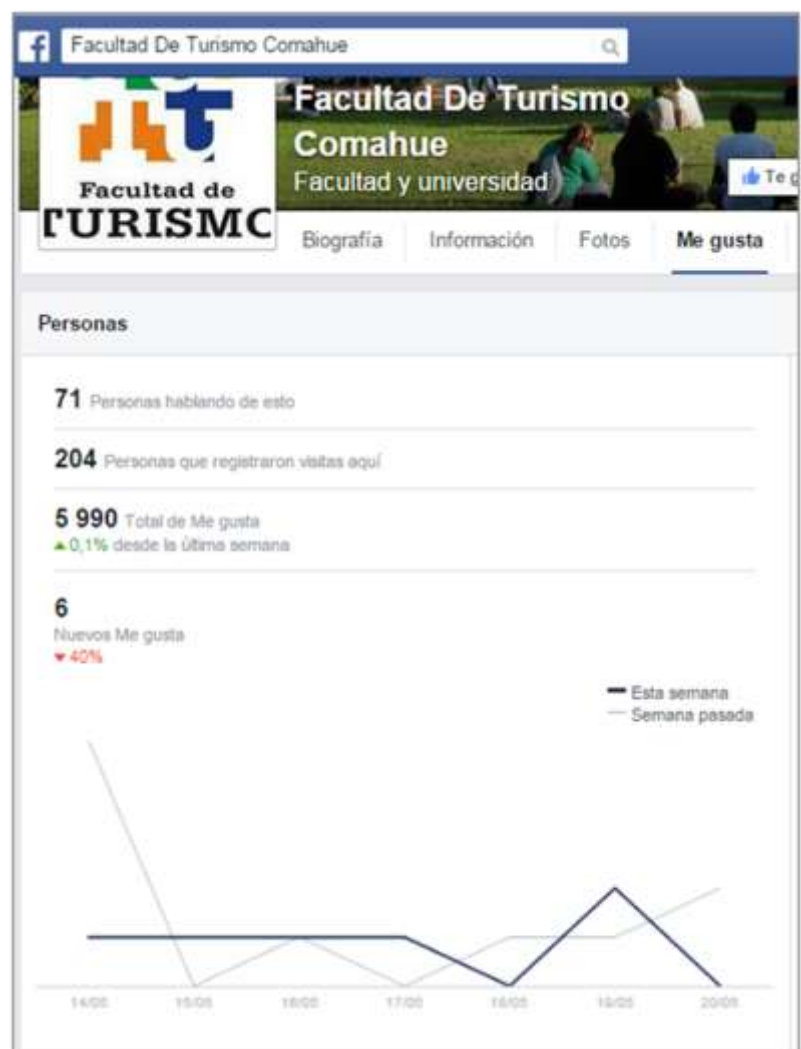 f Facultad De Turismo Comahue
Facultad De Turismo
Comahue
Facultad y universidad
Te g
Facultad de
TURISMO
Biografía Información Fotos Me gusta
Personas
71 Personas hablando de esto
204 Personas que registraron visitas aquí
5 990 Total de Me gusta
▲ 0,1% desde la última semana
6
Nuevos Me gusta
▼ 40%
Esta semana
Semana pasada
14/05 15/05 16/05 17/05 18/05 19/05 20/05